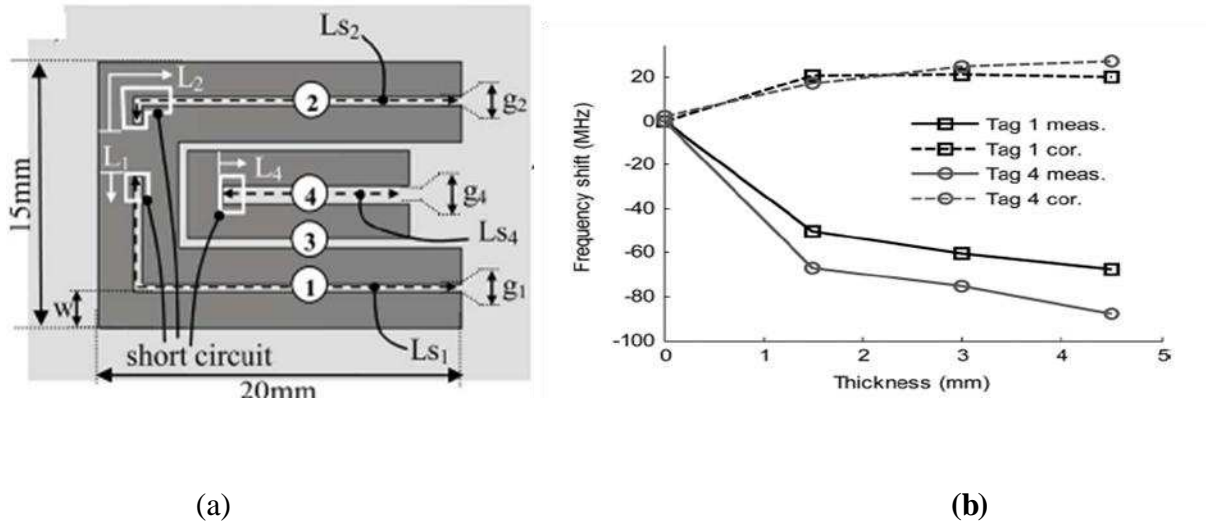 Ls2
L2
2
g2
L1
L4
4
g4
15mm
3
Ls4
1
g1
w
short circuit
Ls1
20mm
20
0
-20
-40
-60
-80
-100
Frequency shift (MHz)
Tag 1 meas.
Tag 1 cor.
Tag 4 meas.
Tag 4 cor.
0 1 2 3 4 5
Thickness (mm)
(a) (b)